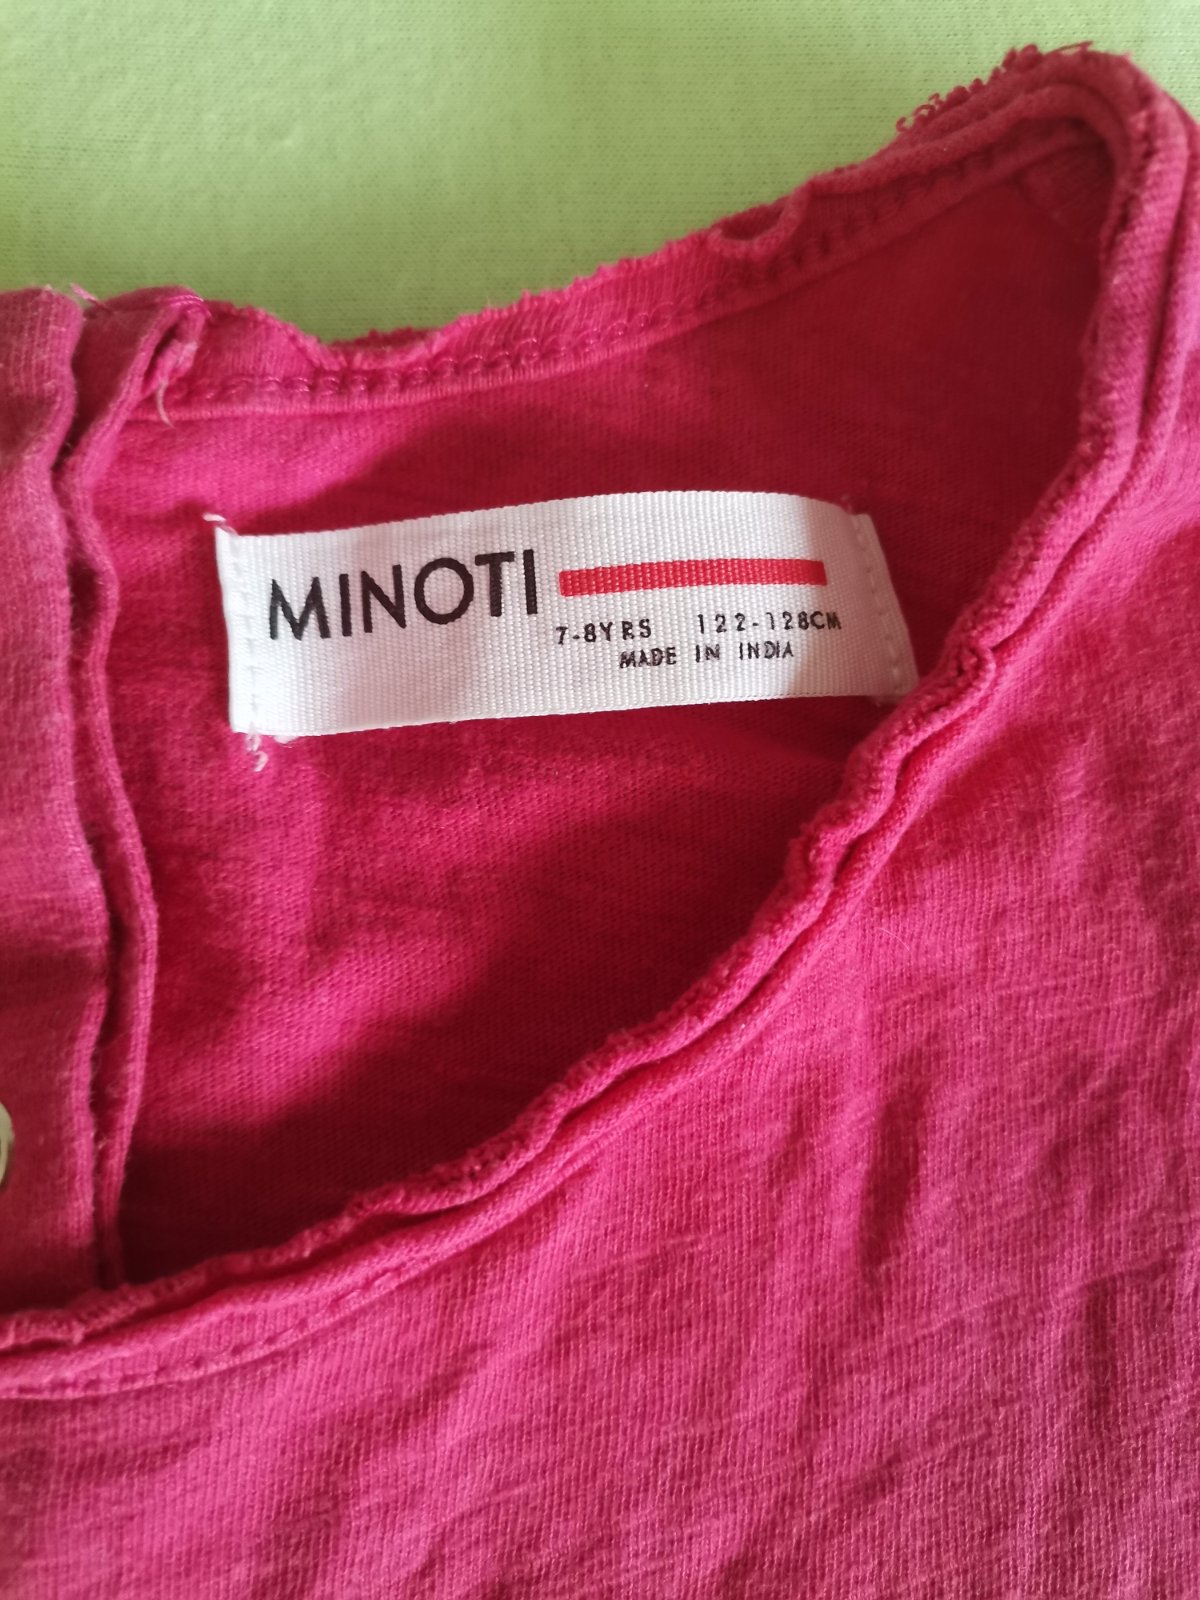 MINOTI
7-8YRS 122-128CM
MADE IN INDIA